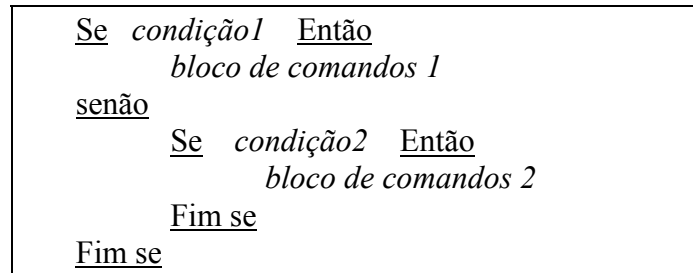 Se condição1 Então
bloco de comandos 1
senão
Se condição2 Então
bloco de comandos 2
Fim se
Fim se